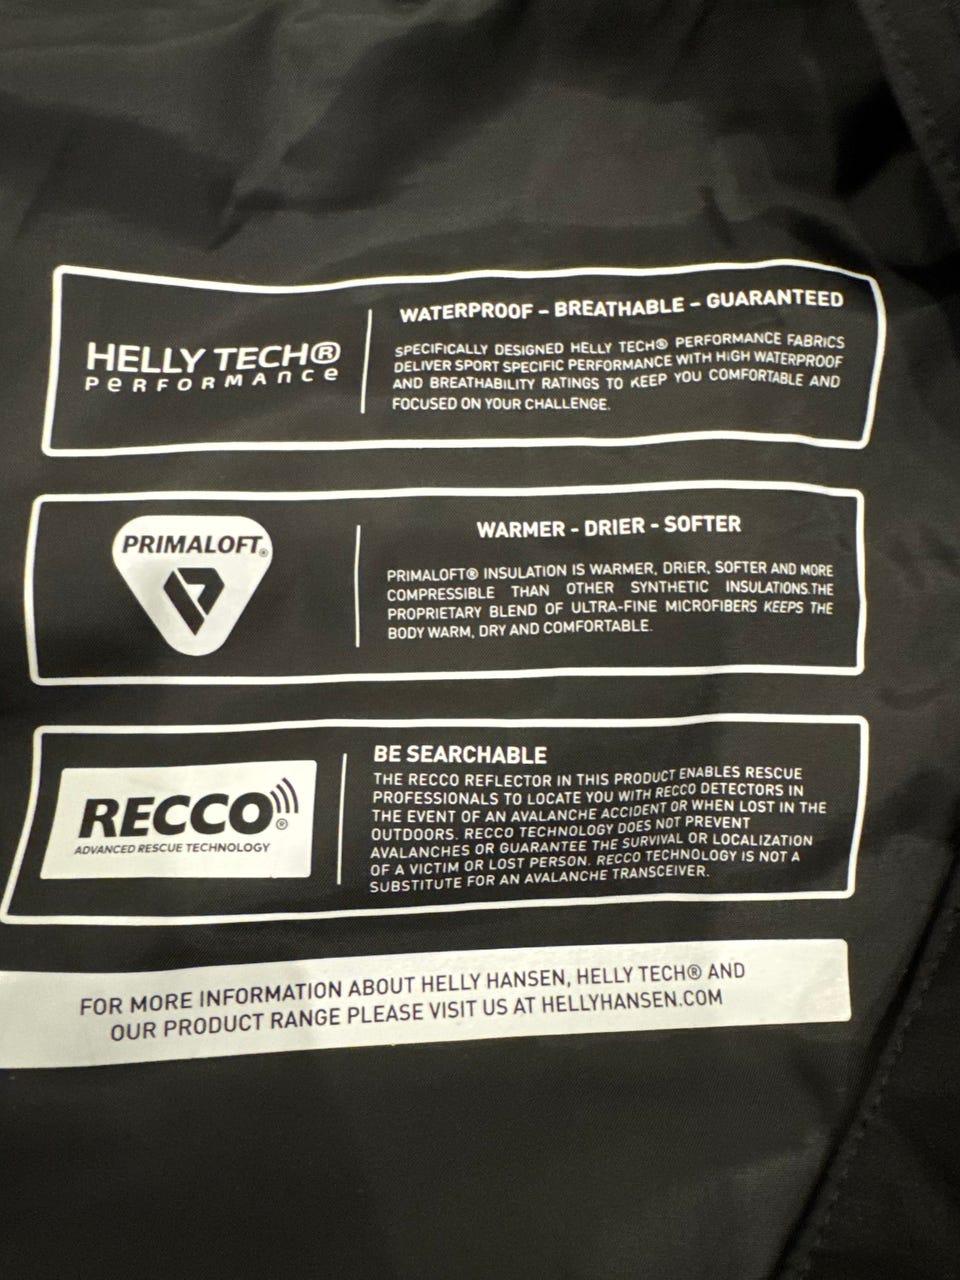 HELLY TECH®
PERFORMANCE
WATERPROOF - BREATHABLE - GUARANTEED
SPECIFICALLY DESIGNED HELLY TECH® PERFORMANCE FABRICS
DELIVER SPORT SPECIFIC PERFORMANCE WITH HIGH WATERPROOF
AND BREATHABILITY RATINGS TO KEEP YOU COMFORTABLE AND
FOCUSED ON YOUR CHALLENGE.
PRIMALOFT®
WARMER - DRIER - SOFTER
PRIMALOFT® INSULATION IS WARMER, DRIER, SOFTER AND MORE
COMPRESSIBLE THAN OTHER SYNTHETIC INSULATIONS.THE
PROPRIETARY BLEND OF ULTRA-FINE MICROFIBERS KEEPS THE
BODY WARM, DRY AND COMFORTABLE.
RECCO®
ADVANCED RESCUE TECHNOLOGY
BE SEARCHABLE
THE RECCO REFLECTOR IN THIS PRODUCT ENABLES RESCUE
PROFESSIONALS TO LOCATE YOU WITH RECCO DETECTORS IN
THE EVENT OF AN AVALANCHE ACCIDENT OR WHEN LOST IN THE
OUTDOORS. RECCO TECHNOLOGY DOES NOT PREVENT
AVALANCHES OR GUARANTEE THE SURVIVAL OR LOCALIZATION
OF A VICTIM OR LOST PERSON. RECCO TECHNOLOGY IS NOT A
SUBSTITUTE FOR AN AVALANCHE TRANSCEIVER.
FOR MORE INFORMATION ABOUT HELLY HANSEN, HELLY TECH® AND
OUR PRODUCT RANGE PLEASE VISIT US AT HELLYHANSEN.COM